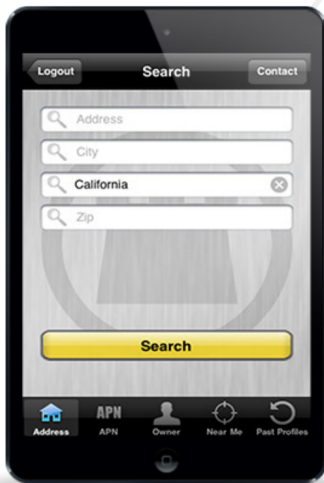 Logout Search Contact
Address
City
California
Zip
Search
APN
Address APN Owner Near Me Past Profiles